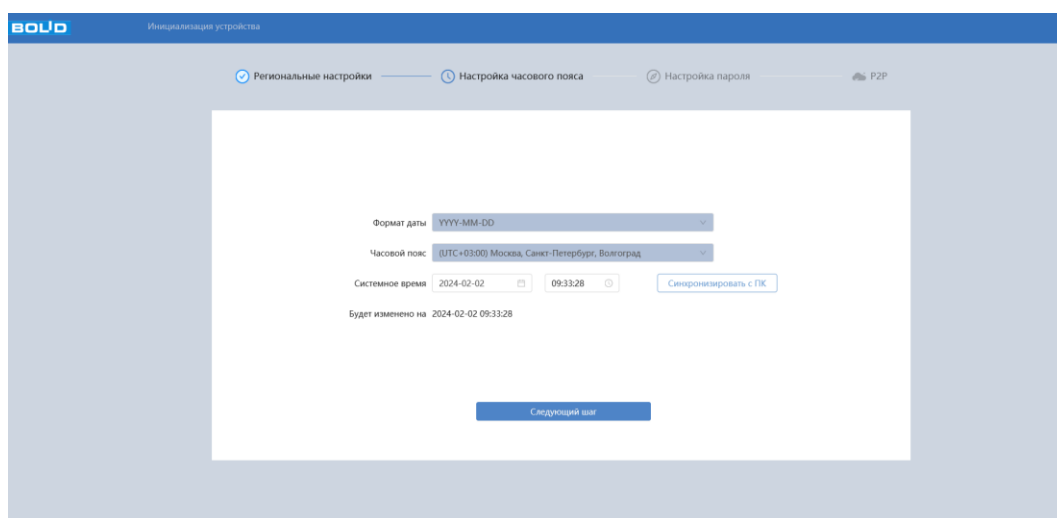 BOLID Инициализация устройства
Региональные настройки Настройка часового пояса Настройка пароля P2P
Формат даты YYYY-MM-DD
Часовой пояс (UTC+03:00) Москва, Санкт-Петербург, Волгоград
Системное время 2024-02-02 09:33:28 Синхронизировать с ПК
Будет изменено на 2024-02-02 09:33:28
Следующий шаг